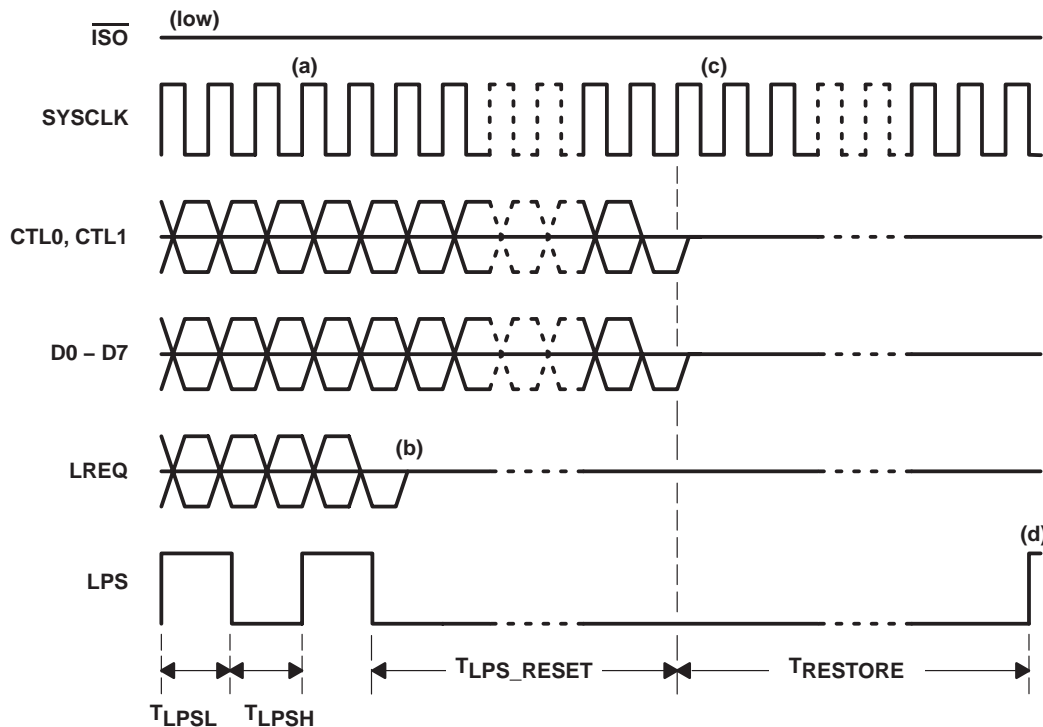 ISO
(low)
(a)
(c)
SYSCLK
CTL0, CTL1
D0 – D7
(b)
LREQ
(d)
LPS
TLPS_RESET
TRESTORE
TLPSL
TLPSH